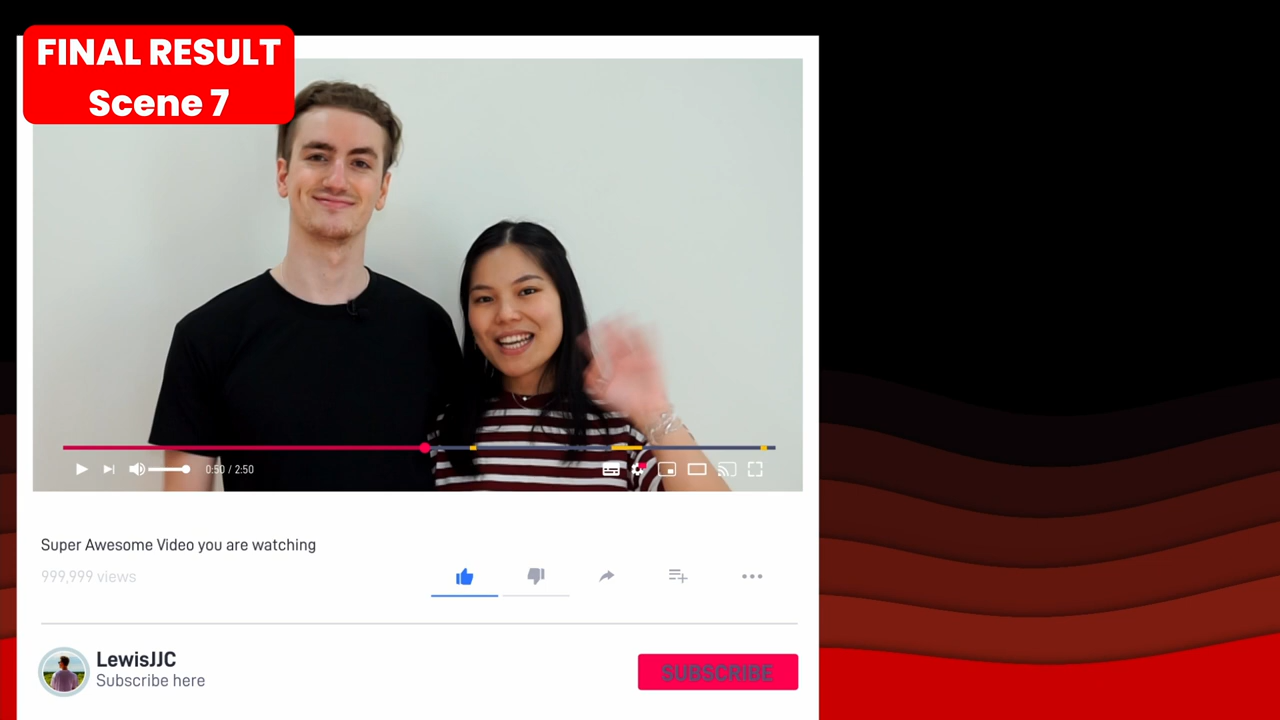 FINAL RESULT
Scene 7
0:50 / 2:50
Super Awesome Video you are watching
999,999 views
LewisJJC
Subscribe here
SUBSCRIBE